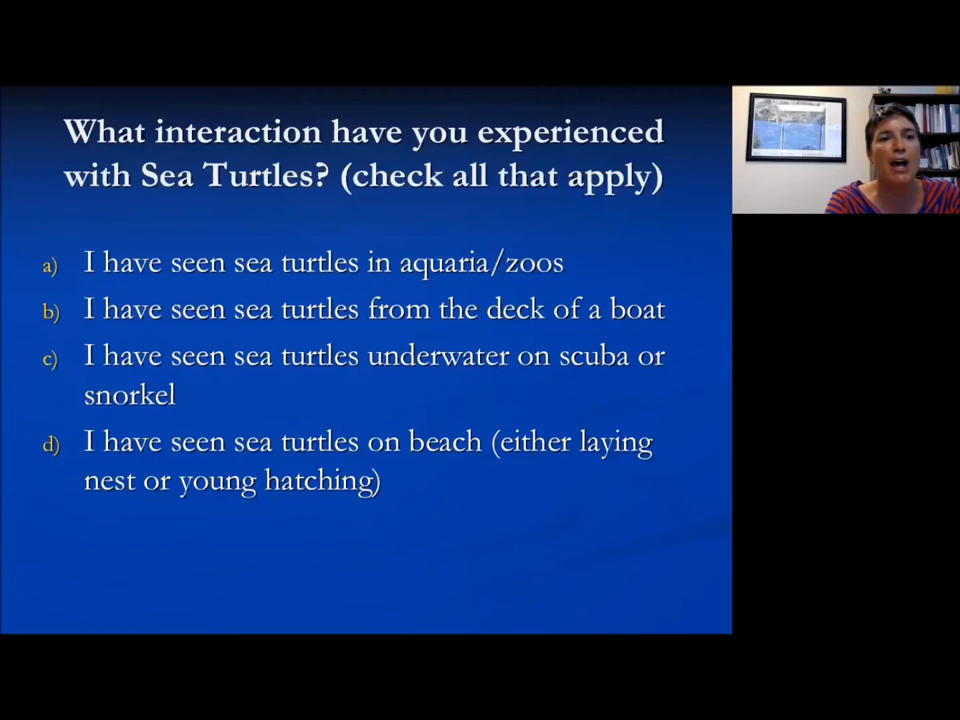 What interaction have you experienced
with Sea Turtles? (check all that apply)
a) I have seen sea turtles in aquaria/zoos
b) I have seen sea turtles from the deck of a boat
c) I have seen sea turtles underwater on scuba or
snorkel
d) I have seen sea turtles on beach (either laying
nest or young hatching)